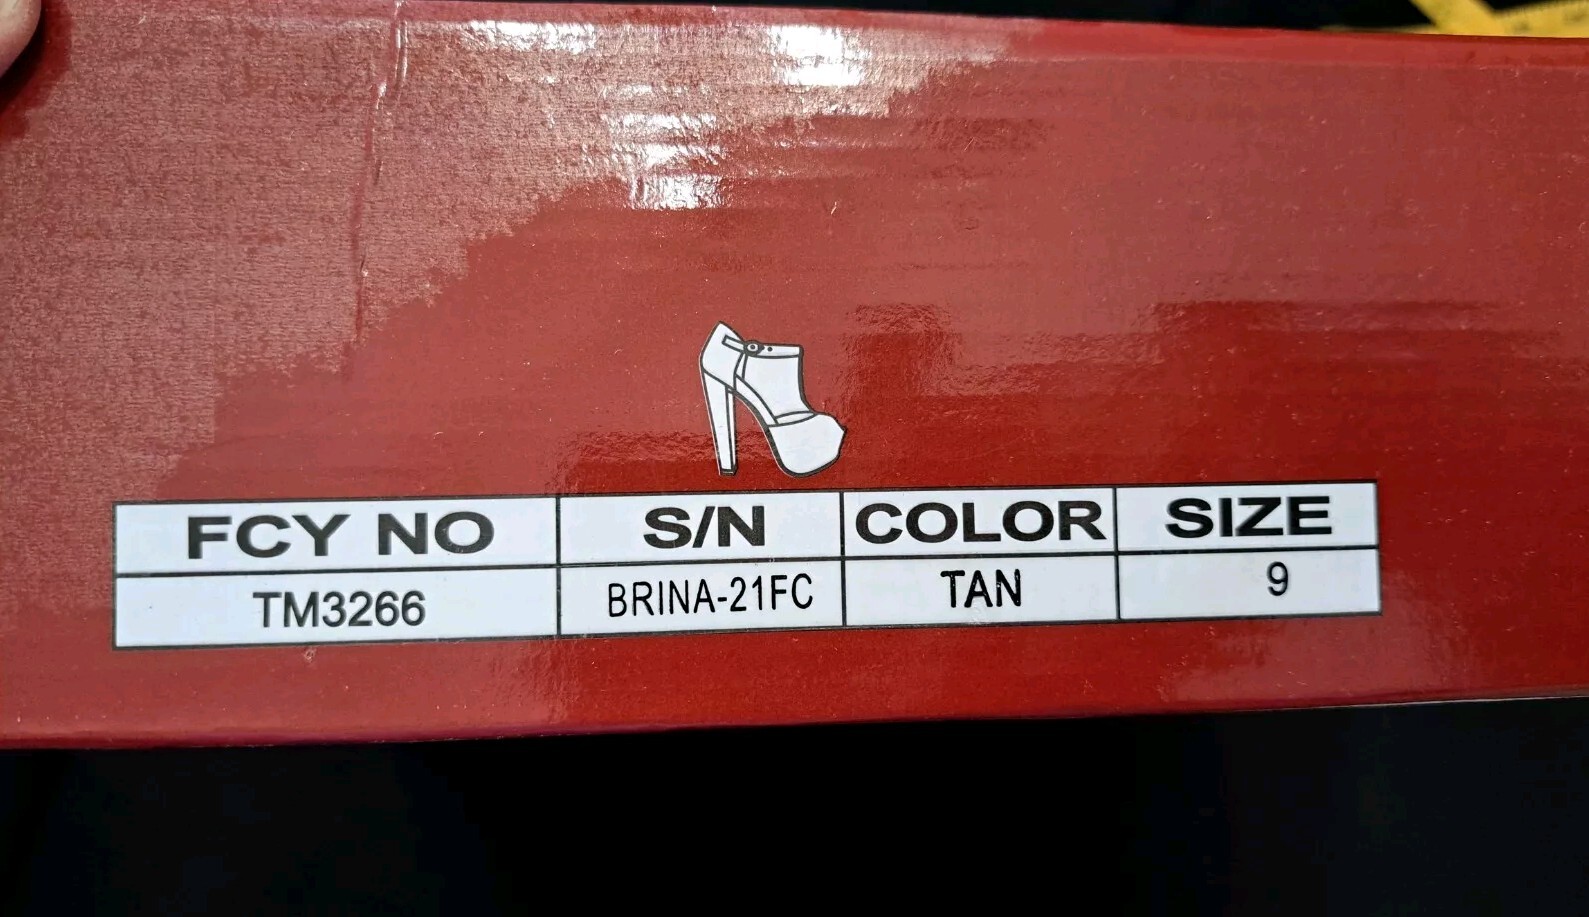 FCY NO S/N COLOR SIZE
TM3266 BRINA-21FC TAN 9